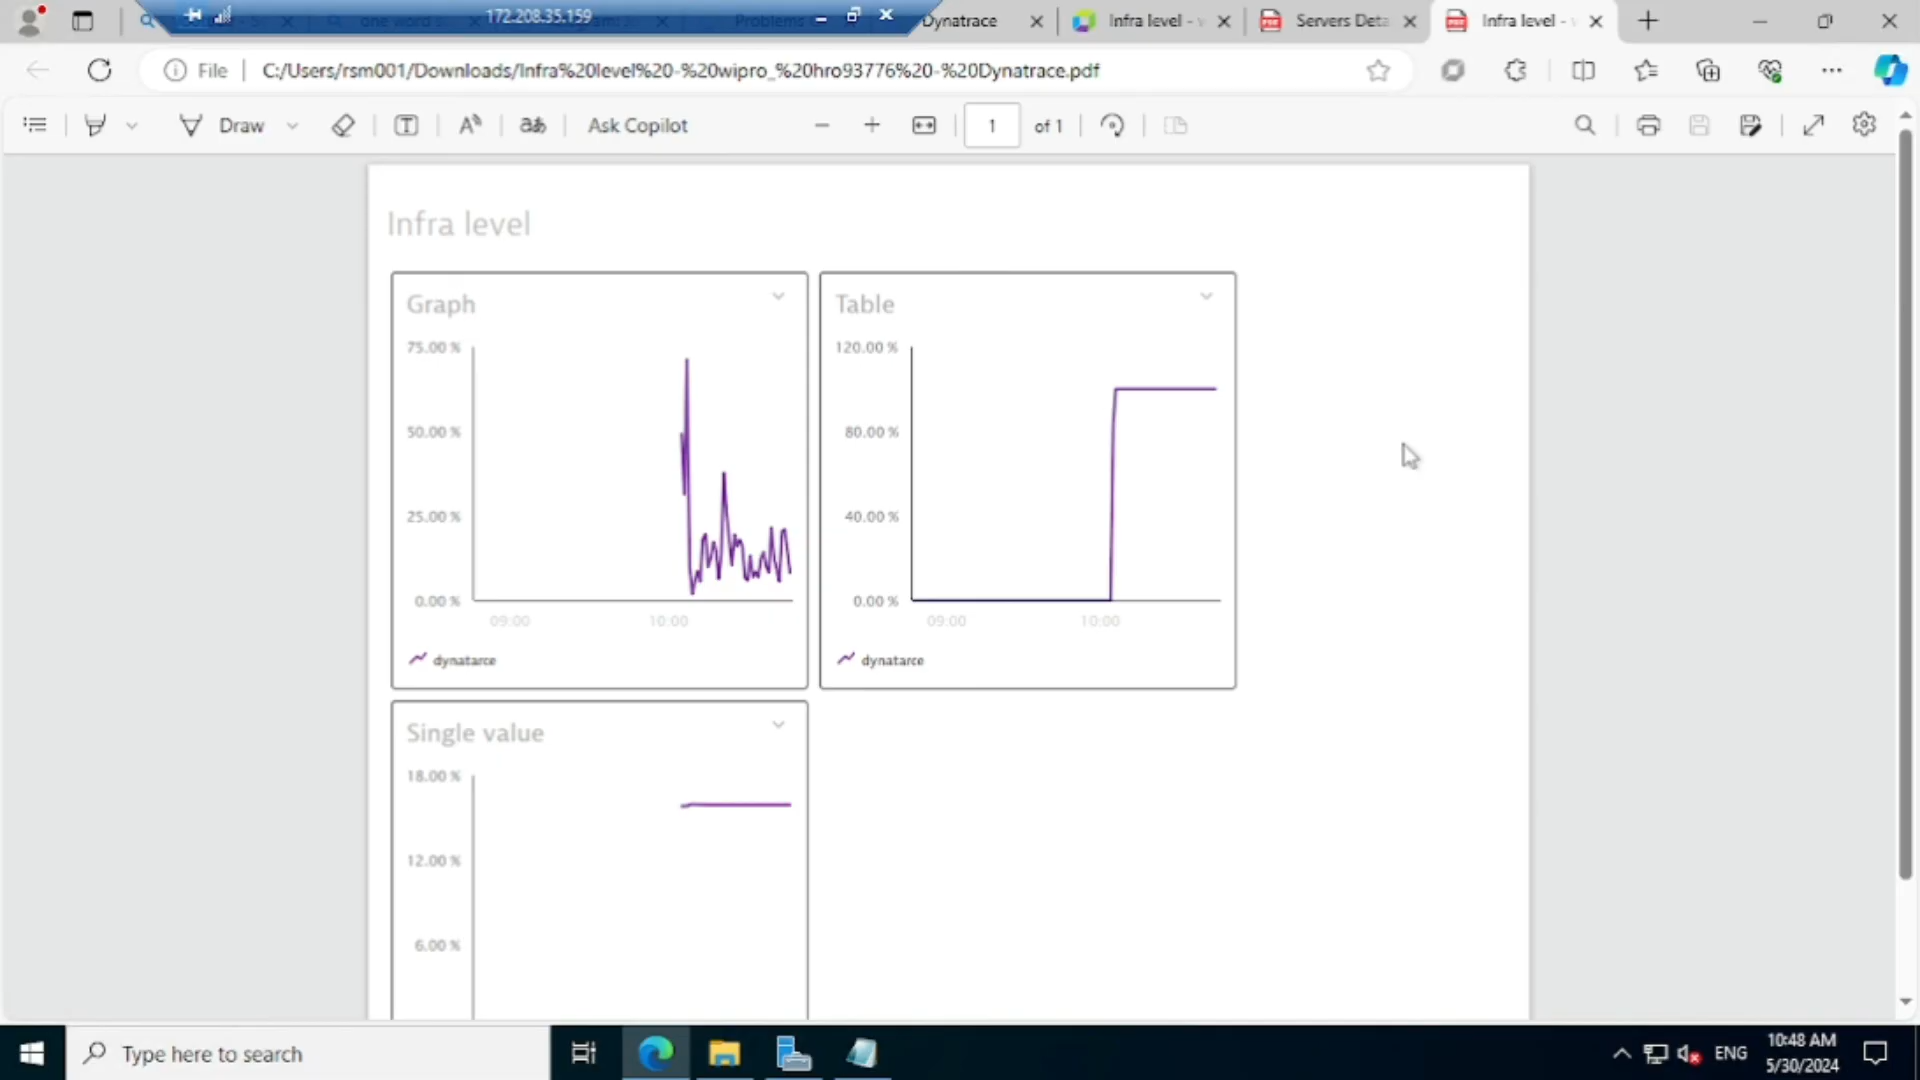 172.208.35.159
Dynatrace
Infra level -
Servers Deta
Infra level -
File
C:/Users/rsm001/Downloads/Infra%20level%20-%20wipro_%20hro93776%20-%20Dynatrace.pdf
Draw
Ask Copilot
1
of 1
Infra level
Graph
75.00 %
50.00 %
25.00 %
0.00 %
09:00
10:00
dynatarce
Table
120.00 %
80.00 %
40.00 %
0.00 %
09:00
10:00
dynatarce
Single value
18.00 %
12.00 %
6.00 %
Type here to search
ENG
10:48 AM
5/30/2024